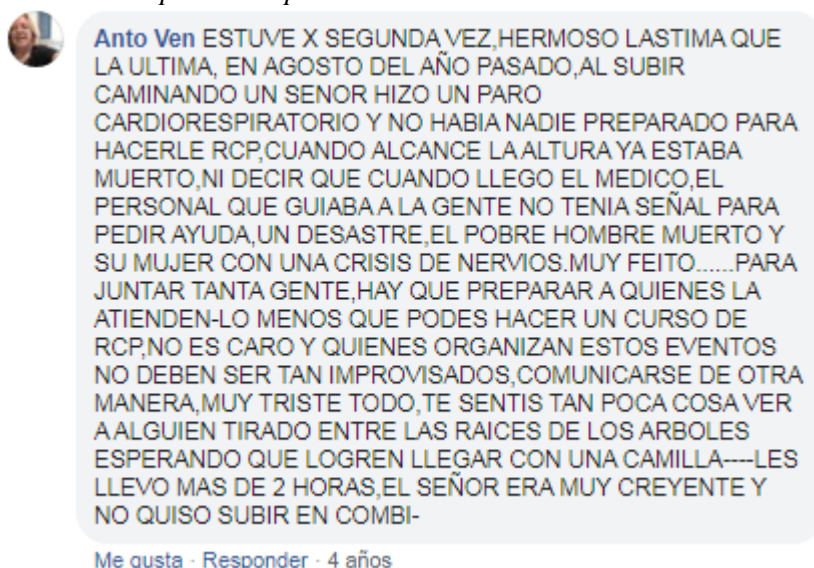 Anto Ven ESTUVE X SEGUNDA VEZ,HERMOSO LASTIMA QUE
LA ULTIMA, EN AGOSTO DEL AÑO PASADO,AL SUBIR
CAMINANDO UN SENOR HIZO UN PARO
CARDIORESPIRATORIO Y NO HABIA NADIE PREPARADO PARA
HACERLE RCP,CUANDO ALCANCE LA ALTURA YA ESTABA
MUERTO,NI DECIR QUE CUANDO LLEGO EL MEDICO,EL
PERSONAL QUE GUIABA A LA GENTE NO TENIA SEÑAL PARA
PEDIR AYUDA,UN DESASTRE,EL POBRE HOMBRE MUERTO Y
SU MUJER CON UNA CRISIS DE NERVIOS.MUY FEITO......PARA
JUNTAR TANTA GENTE,HAY QUE PREPARAR A QUIENES LA
ATIENDEN-LO MENOS QUE PODES HACER UN CURSO DE
RCP,NO ES CARO Y QUIENES ORGANIZAN ESTOS EVENTOS
NO DEBEN SER TAN IMPROVISADOS,COMUNICARSE DE OTRA
MANERA,MUY TRISTE TODO,TE SENTIS TAN POCA COSA VER
A ALGUIEN TIRADO ENTRE LAS RAICES DE LOS ARBOLES
ESPERANDO QUE LOGREN LLEGAR CON UNA CAMILLA----LES
LLEVO MAS DE 2 HORAS,EL SEÑOR ERA MUY CREYENTE Y
NO QUISO SUBIR EN COMBI-
Me gusta · Responder · 4 años